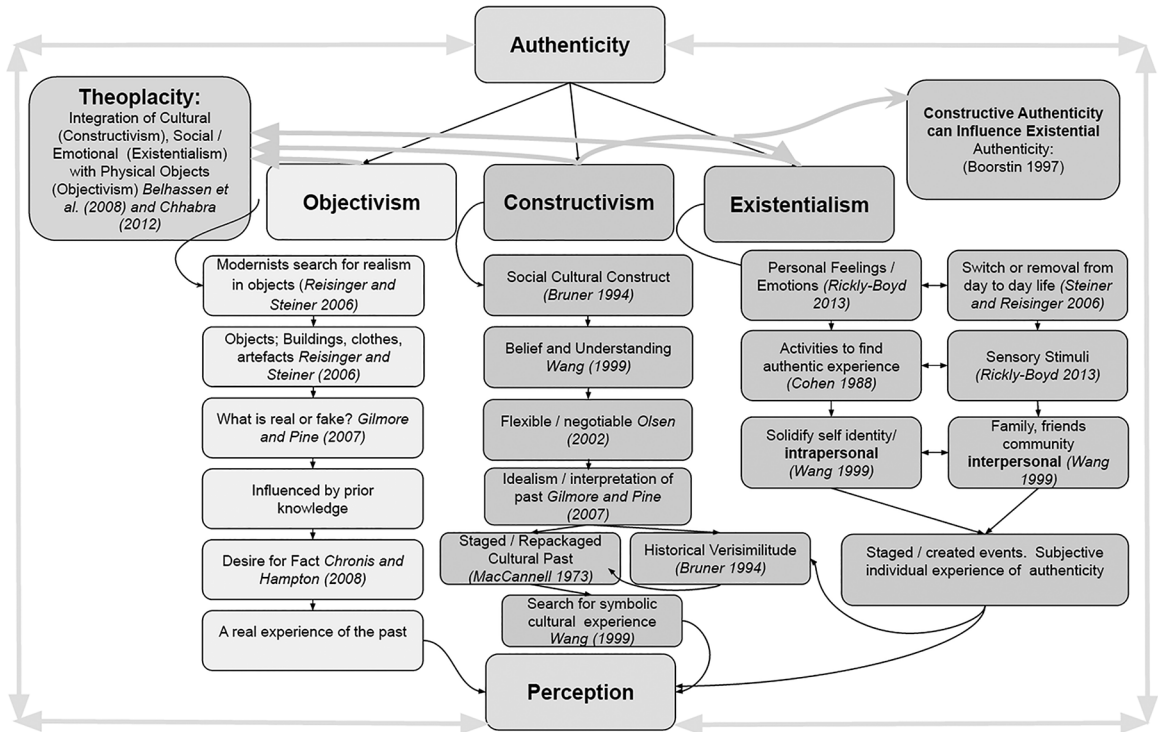 Authenticity
Theoplacity:
Integration of Cultural
(Constructivism), Social /
Emotional (Existentialism)
with Physical Objects
(Objectivism) Belhassen et
al. (2008) and Chhabra
(2012)
Constructive Authenticity
can Influence Existential
Authenticity:
(Boorstin 1997)
Objectivism
Constructivism
Existentialism
Modernists search for realism
in objects (Reisinger and
Steiner 2006)
Objects; Buildings, clothes,
artefacts Reisinger and
Steiner (2006)
What is real or fake? Gilmore
and Pine (2007)
Influenced by prior
knowledge
Desire for Fact Chronis and
Hampton (2008)
A real experience of the past
Social Cultural Construct
(Bruner 1994)
Belief and Understanding
Wang (1999)
Flexible / negotiable Olsen
(2002)
Idealism / interpretation of
past Gilmore and Pine
(2007)
Staged / Repackaged
Cultural Past
(MacCannell 1973)
Historical Verisimilitude
(Bruner 1994)
Search for symbolic
cultural experience
Wang (1999)
Personal Feelings /
Emotions (Rickly-Boyd
2013)
Switch or removal from
day to day life (Steiner
and Reisinger 2006)
Activities to find
authentic experience
(Cohen 1988)
Sensory Stimuli
(Rickly-Boyd 2013)
Solidify self identity/
intrapersonal
(Wang 1999)
Family, friends
community
interpersonal (Wang
1999)
Staged / created events. Subjective
individual experience of authenticity
Perception